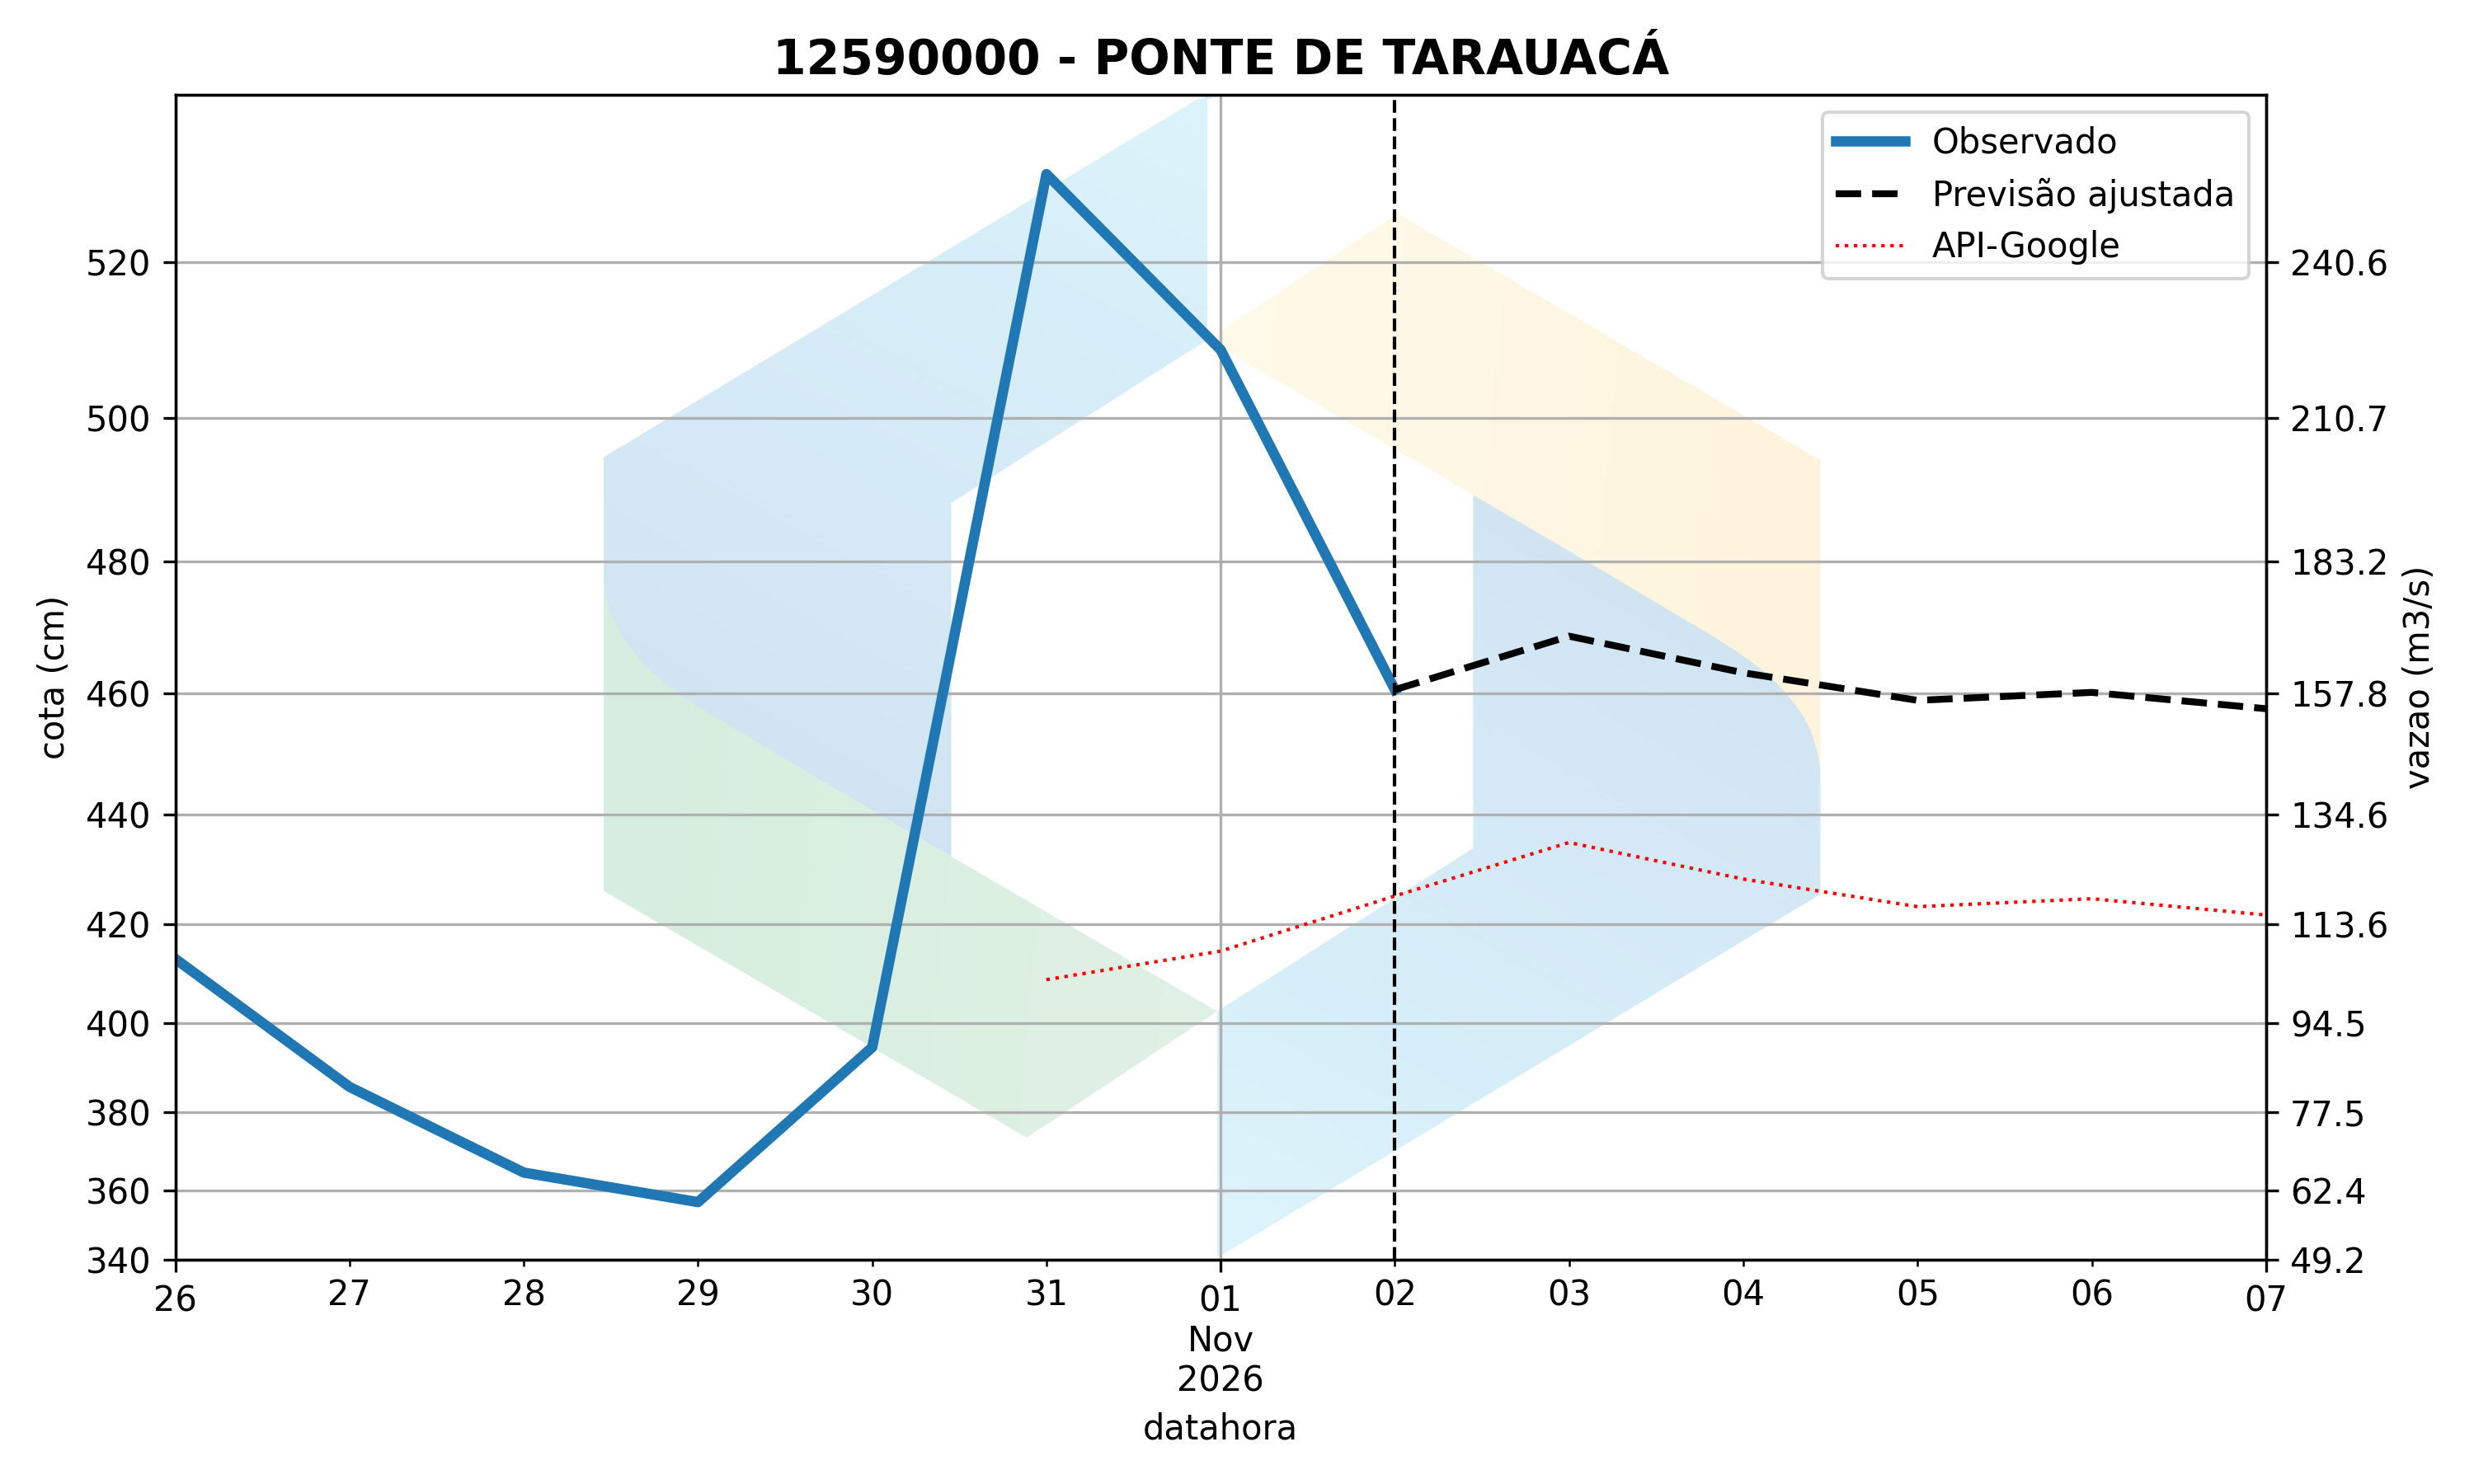 12590000 - PONTE DE TARAUACÁ
Observado
Previsão ajustada
API-Google
cota (cm)
520
500
480
460
440
420
400
380
360
340
240.6
210.7
183.2
157.8
134.6
113.6
94.5
77.5
62.4
49.2
vazao (m3/s)
26 27 28 29 30 31 01 02 03 04 05 06 07
Nov
2026
datahora